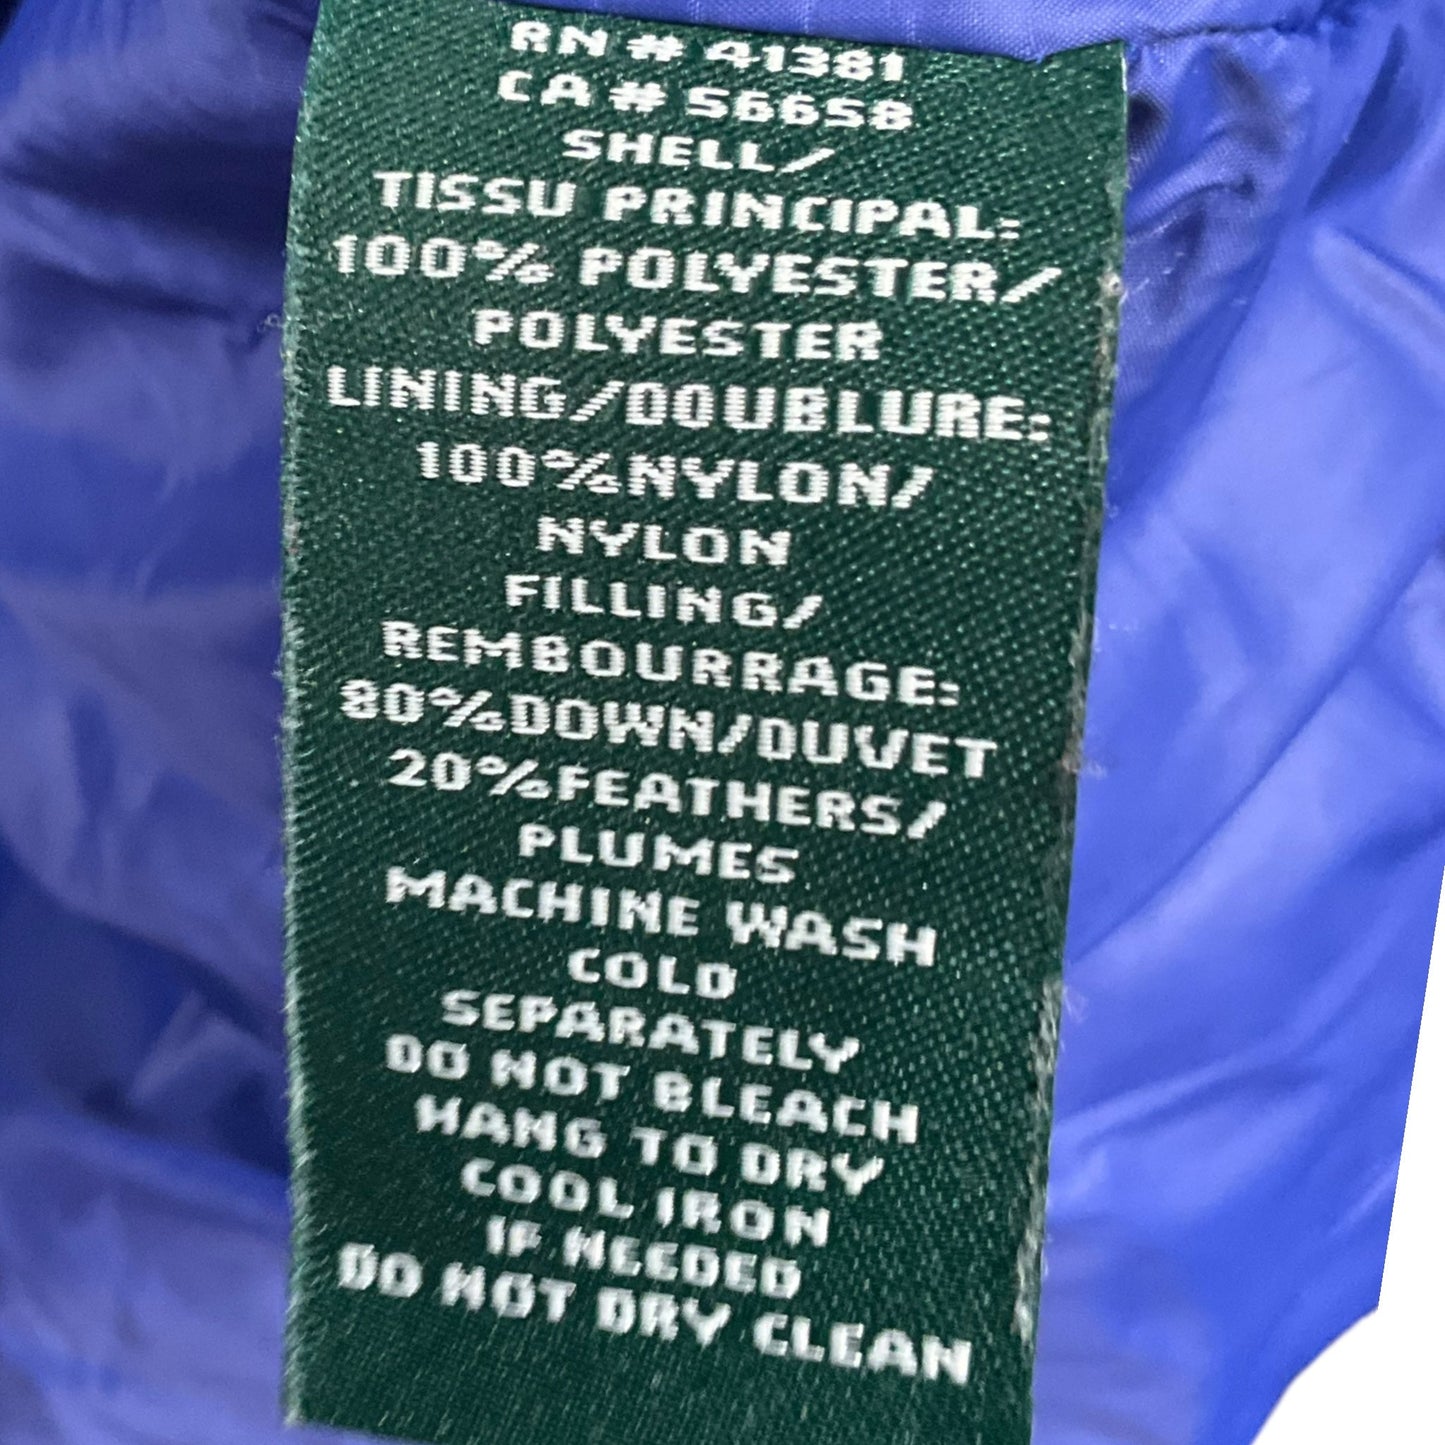 RN # 41381
CA # 56658
SHELL/
TISSU PRINCIPAL:
100% POLYESTER/
POLYESTER
LINING/DOUBLURE:
100%NYLON/
NYLON
FILLING/
REMBOURRAGE:
80%DOWN/DUVET
20%FEATHERS/
PLUMES
MACHINE WASH
COLD
SEPARATELY
DO NOT BLEACH
HANG TO DRY
COOL IRON
IF NEEDED
DO NOT DRY CLEAN